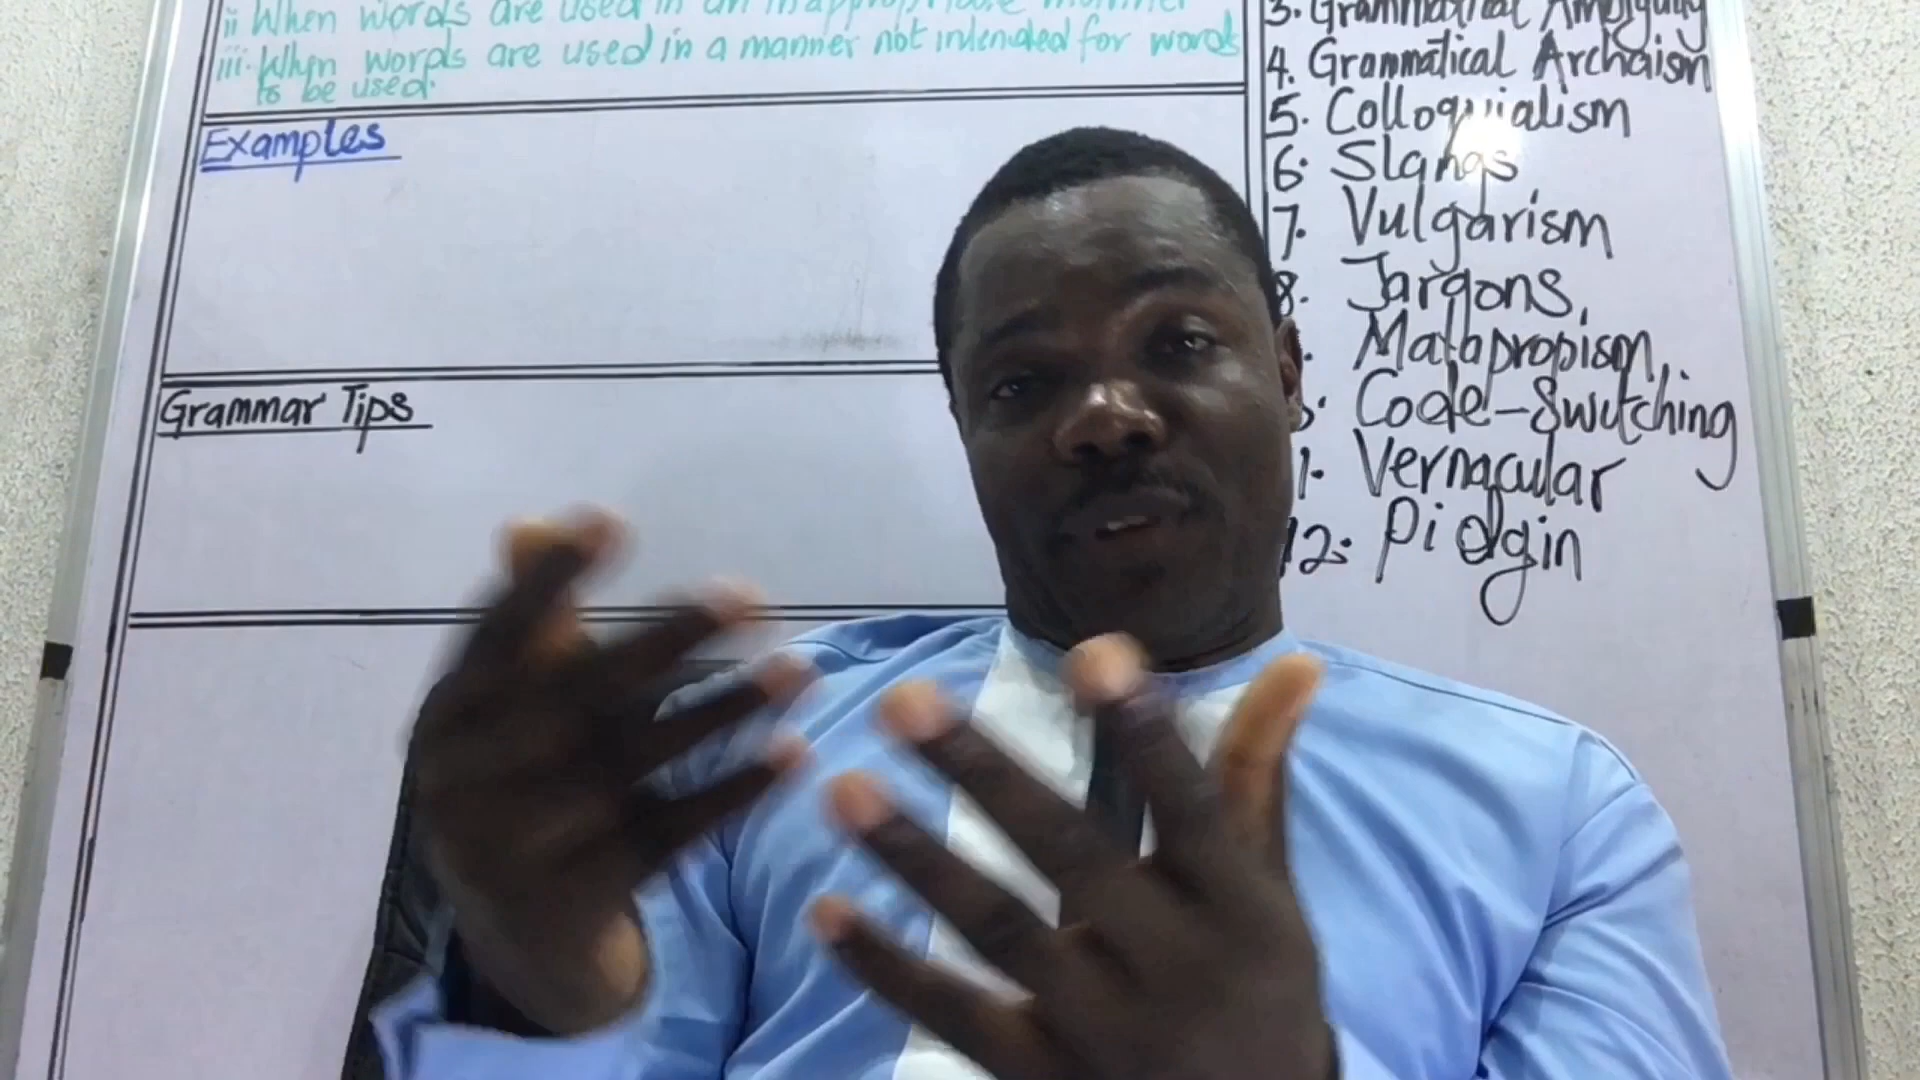 ii When words are used in an inappropriate manner
iii. When words are used in a manner not intended for words
to be used.
Examples
Grammar Tips
3. Grammatical Ambiguity
4. Grammatical Archaism
5. Colloquialism
6. Slangs
7. Vulgarism
8. Jargons
. Malapropism
. Code-Switching
1. Vernacular
12. Pidgin